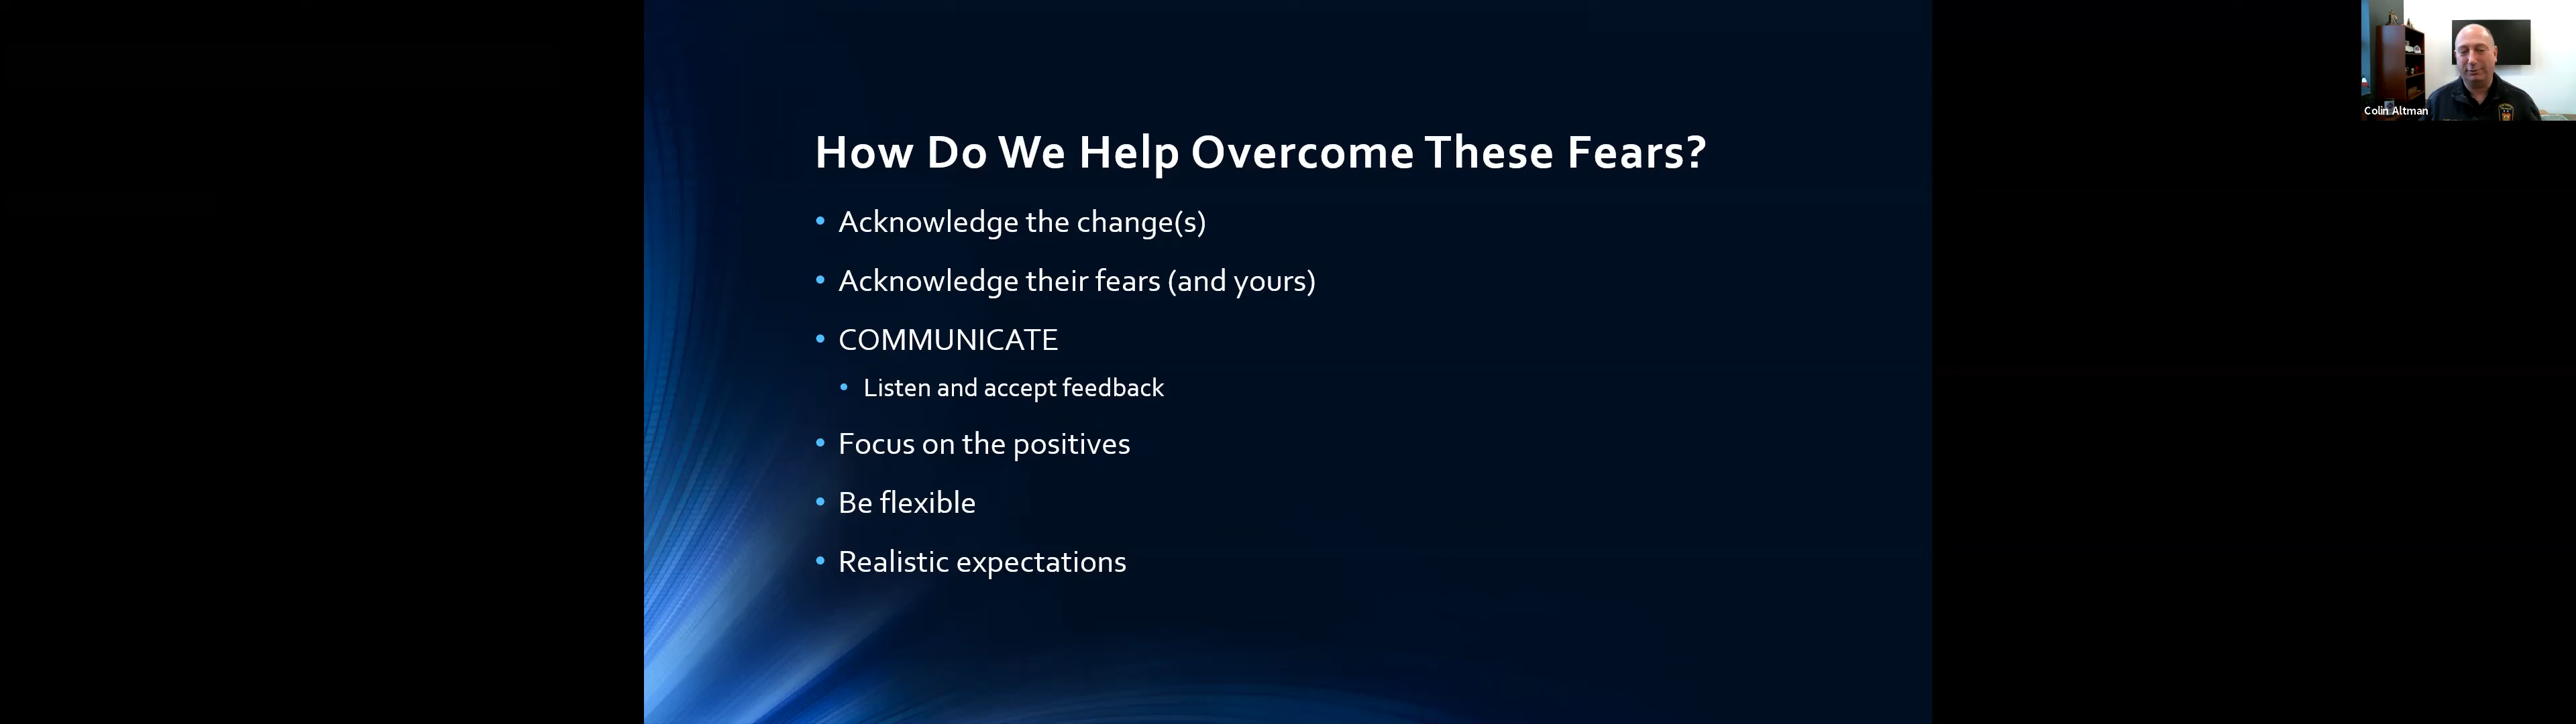 How Do We Help Overcome These Fears?
• Acknowledge the change(s)
• Acknowledge their fears (and yours)
• COMMUNICATE
• Listen and accept feedback
• Focus on the positives
• Be flexible
• Realistic expectations
Colin Altman